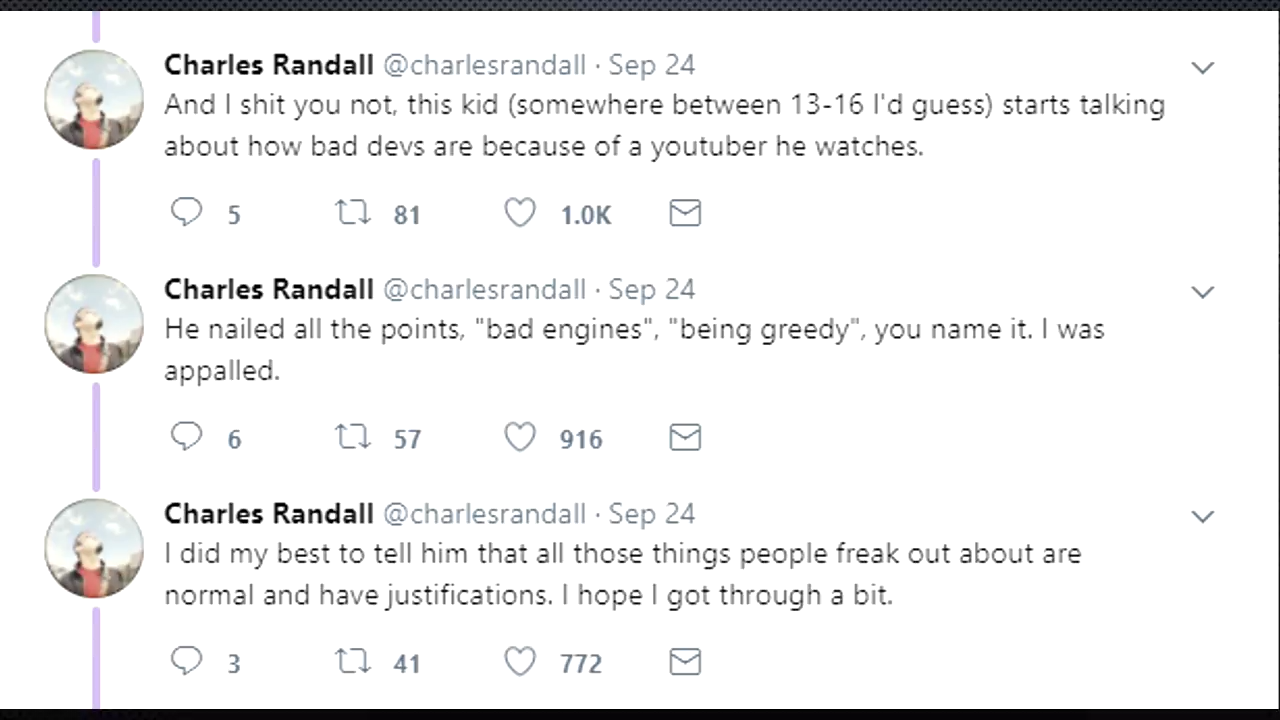 Charles Randall @charlesrandall · Sep 24
And I shit you not, this kid (somewhere between 13-16 I'd guess) starts talking
about how bad devs are because of a youtuber he watches.
5 81 1.0K
Charles Randall @charlesrandall · Sep 24
He nailed all the points, "bad engines", "being greedy", you name it. I was
appalled.
6 57 916
Charles Randall @charlesrandall · Sep 24
I did my best to tell him that all those things people freak out about are
normal and have justifications. I hope I got through a bit.
3 41 772